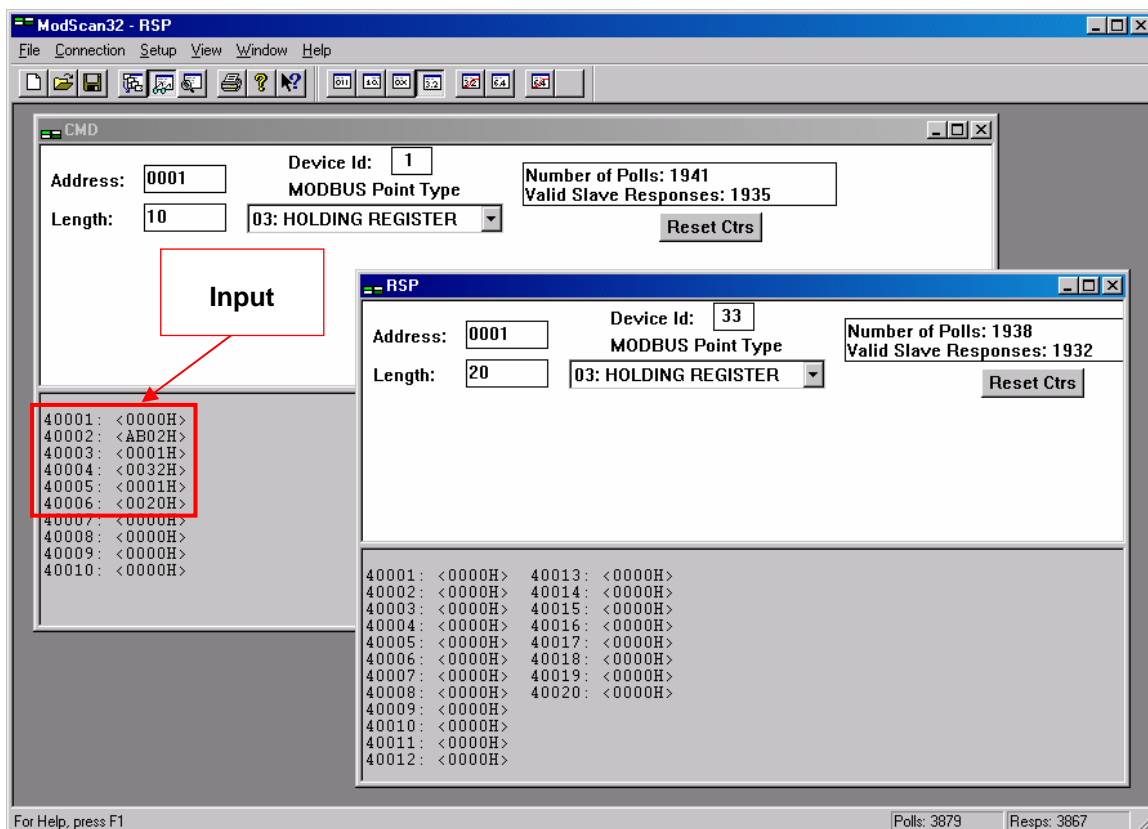 ModScan32 - RSP
File Connection Setup View Window Help
CMD
Address: 0001
Device Id: 1
MODBUS Point Type
Length: 10
03: HOLDING REGISTER
Number of Polls: 1941
Valid Slave Responses: 1935
Reset Ctrs
Input
40001: <0000H>
40002: <AB02H>
40003: <0001H>
40004: <0032H>
40005: <0001H>
40006: <0020H>
40007: <0000H>
40008: <0000H>
40009: <0000H>
40010: <0000H>
RSP
Address: 0001
Device Id: 33
MODBUS Point Type
Length: 20
03: HOLDING REGISTER
Number of Polls: 1938
Valid Slave Responses: 1932
Reset Ctrs
40001: <0000H> 40013: <0000H>
40002: <0000H> 40014: <0000H>
40003: <0000H> 40015: <0000H>
40004: <0000H> 40016: <0000H>
40005: <0000H> 40017: <0000H>
40006: <0000H> 40018: <0000H>
40007: <0000H> 40019: <0000H>
40008: <0000H> 40020: <0000H>
40009: <0000H>
40010: <0000H>
40011: <0000H>
40012: <0000H>
For Help, press F1
Polls: 3879
Resps: 3867